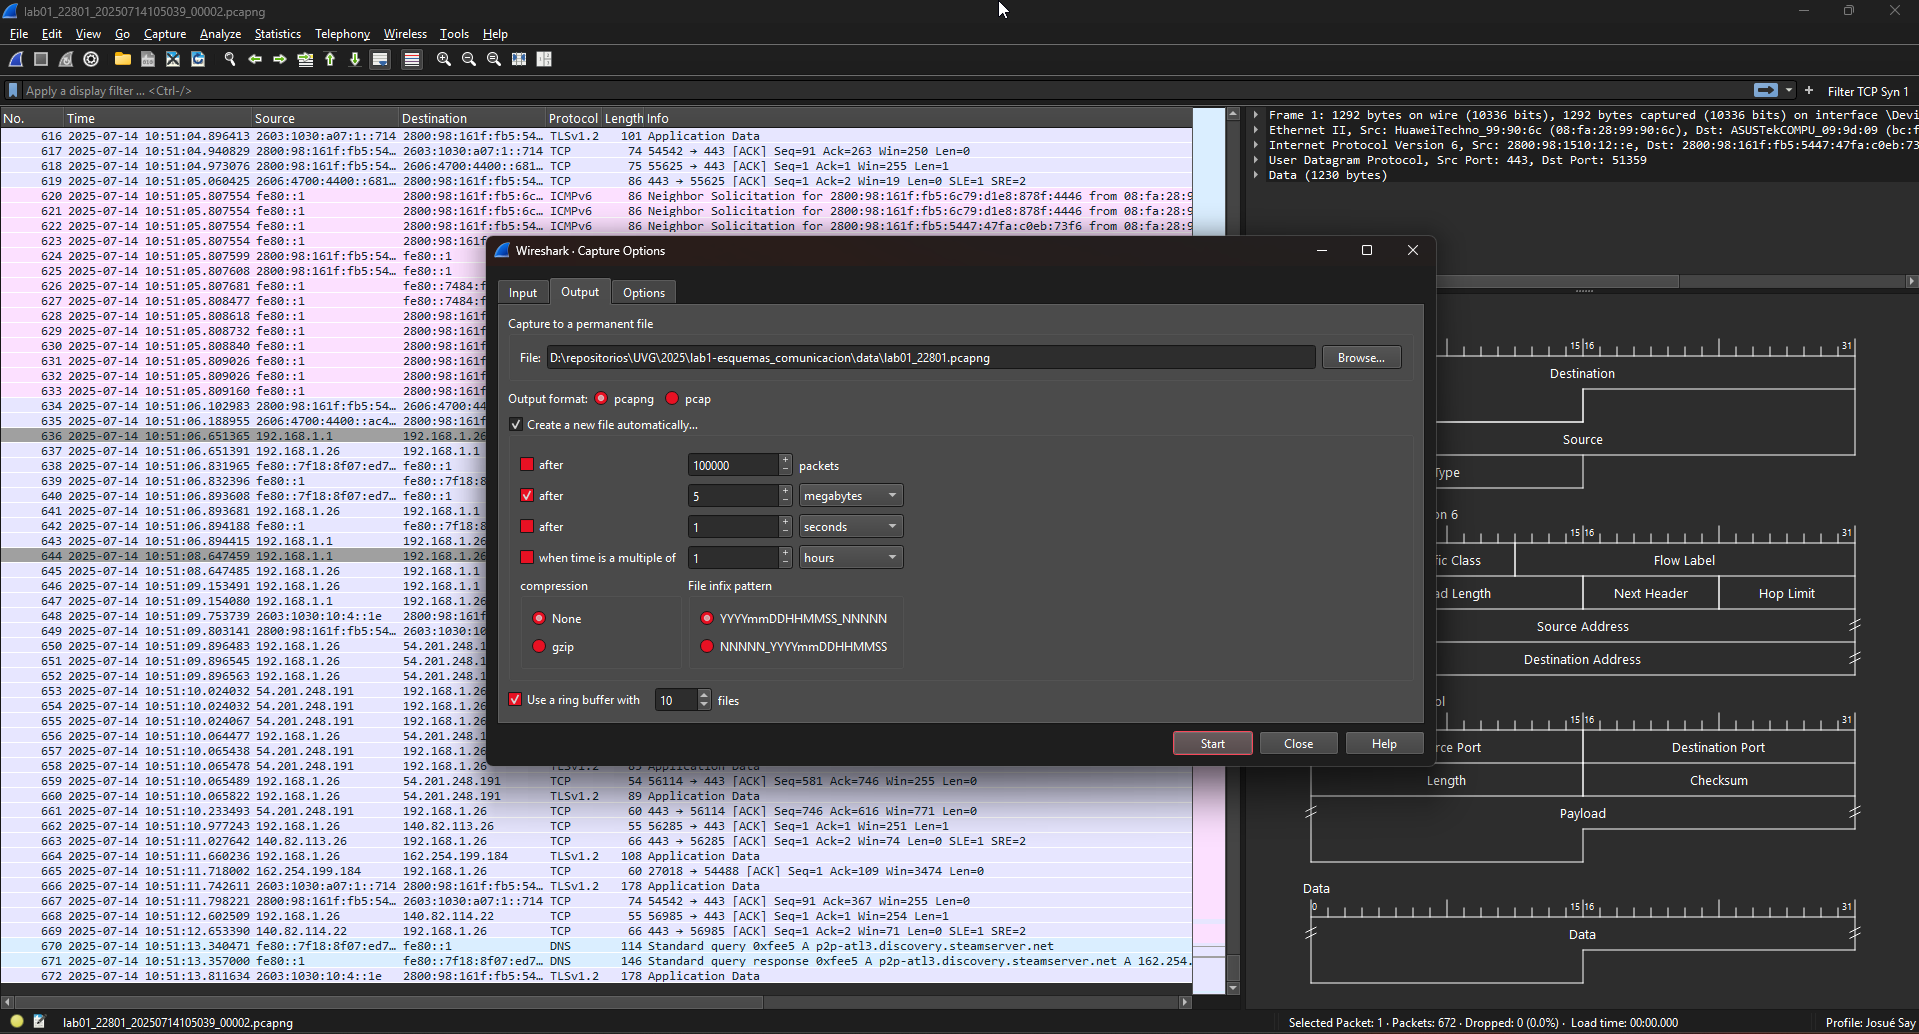 lab01_22801_20250714105039_00002.pcapng
File Edit View Go Capture Analyze Statistics Telephony Wireless Tools Help
Apply a display filter ... <Ctrl-/>
Filter TCP Syn 1
No. Time Source Destination Protocol Length Info
616 2025-07-14 10:51:04.896413 2603:1030:a07:1::714 2800:98:161f:fb5:54… TLSv1.2 101 Application Data
617 2025-07-14 10:51:04.940829 2800:98:161f:fb5:54… 2603:1030:a07:1::714 TCP 74 54542 → 443 [ACK] Seq=91 Ack=263 Win=250 Len=0
618 2025-07-14 10:51:04.973076 2800:98:161f:fb5:54… 2606:4700:4400::681… TCP 75 55625 → 443 [ACK] Seq=1 Ack=1 Win=255 Len=1
619 2025-07-14 10:51:05.060425 2606:4700:4400::681… 2800:98:161f:fb5:54… TCP 86 443 → 55625 [ACK] Seq=1 Ack=2 Win=19 Len=0 SLE=1 SRE=2
620 2025-07-14 10:51:05.807554 fe80::1 2800:98:161f:fb5:6c… ICMPv6 86 Neighbor Solicitation for 2800:98:161f:fb5:6c79:d1e8:878f:4446 from 08:fa:28:9
621 2025-07-14 10:51:05.807554 fe80::1 2800:98:161f:fb5:6c… ICMPv6 86 Neighbor Solicitation for 2800:98:161f:fb5:6c79:d1e8:878f:4446 from 08:fa:28:9
622 2025-07-14 10:51:05.807554 fe80::1 2800:98:161f:fb5:54… ICMPv6 86 Neighbor Solicitation for 2800:98:161f:fb5:5447:47fa:c0eb:73f6 from 08:fa:28:9
623 2025-07-14 10:51:05.807554 fe80::1 2800:98:161f
624 2025-07-14 10:51:05.807599 2800:98:161f:fb5:54… fe80::1
625 2025-07-14 10:51:05.807608 2800:98:161f:fb5:54… fe80::1
626 2025-07-14 10:51:05.807681 fe80::1 fe80::7484:f
627 2025-07-14 10:51:05.808477 fe80::1 fe80::7484:f
628 2025-07-14 10:51:05.808618 fe80::1 2800:98:161f
629 2025-07-14 10:51:05.808732 fe80::1 2800:98:161f
630 2025-07-14 10:51:05.808840 fe80::1 2800:98:161f
631 2025-07-14 10:51:05.809026 fe80::1 2800:98:161f
632 2025-07-14 10:51:05.809026 fe80::1 2800:98:161f
633 2025-07-14 10:51:05.809160 fe80::1 2800:98:161f
634 2025-07-14 10:51:06.102983 2800:98:161f:fb5:54… 2606:4700:44
635 2025-07-14 10:51:06.188955 2606:4700:4400::ac4… 2800:98:161f
636 2025-07-14 10:51:06.651365 192.168.1.1 192.168.1.26
637 2025-07-14 10:51:06.651391 192.168.1.26 192.168.1.1
638 2025-07-14 10:51:06.831965 fe80::7f18:8f07:ed7… fe80::1
639 2025-07-14 10:51:06.832396 fe80::1 fe80::7f18:8
640 2025-07-14 10:51:06.893608 fe80::7f18:8f07:ed7… fe80::1
641 2025-07-14 10:51:06.893681 192.168.1.26 192.168.1.1
642 2025-07-14 10:51:06.894188 fe80::1 fe80::7f18:8
643 2025-07-14 10:51:06.894415 192.168.1.1 192.168.1.26
644 2025-07-14 10:51:08.647459 192.168.1.1 192.168.1.26
645 2025-07-14 10:51:08.647485 192.168.1.26 192.168.1.1
646 2025-07-14 10:51:09.153491 192.168.1.26 192.168.1.1
647 2025-07-14 10:51:09.154080 192.168.1.1 192.168.1.26
648 2025-07-14 10:51:09.753739 2603:1030:10:4::1e 2800:98:161f
649 2025-07-14 10:51:09.803141 2800:98:161f:fb5:54… 2603:1030:10
650 2025-07-14 10:51:09.896483 192.168.1.26 54.201.248.1
651 2025-07-14 10:51:09.896545 192.168.1.26 54.201.248.1
652 2025-07-14 10:51:09.896563 192.168.1.26 54.201.248.1
653 2025-07-14 10:51:10.024032 54.201.248.191 192.168.1.26
654 2025-07-14 10:51:10.024032 54.201.248.191 192.168.1.26
655 2025-07-14 10:51:10.024067 54.201.248.191 192.168.1.26
656 2025-07-14 10:51:10.064477 192.168.1.26 54.201.248.1
657 2025-07-14 10:51:10.065438 54.201.248.191 192.168.1.26
658 2025-07-14 10:51:10.065478 54.201.248.191 192.168.1.26 TLSv1.2 85 Application Data
659 2025-07-14 10:51:10.065489 192.168.1.26 54.201.248.191 TCP 54 56114 → 443 [ACK] Seq=581 Ack=746 Win=255 Len=0
660 2025-07-14 10:51:10.065822 192.168.1.26 54.201.248.191 TLSv1.2 89 Application Data
661 2025-07-14 10:51:10.233493 54.201.248.191 192.168.1.26 TCP 60 443 → 56114 [ACK] Seq=746 Ack=616 Win=771 Len=0
662 2025-07-14 10:51:10.977243 192.168.1.26 140.82.113.26 TCP 55 56285 → 443 [ACK] Seq=1 Ack=1 Win=251 Len=1
663 2025-07-14 10:51:11.027642 140.82.113.26 192.168.1.26 TCP 66 443 → 56285 [ACK] Seq=1 Ack=2 Win=74 Len=0 SLE=1 SRE=2
664 2025-07-14 10:51:11.660236 192.168.1.26 162.254.199.184 TLSv1.2 108 Application Data
665 2025-07-14 10:51:11.718002 162.254.199.184 192.168.1.26 TCP 60 27018 → 54488 [ACK] Seq=1 Ack=109 Win=3474 Len=0
666 2025-07-14 10:51:11.742611 2603:1030:a07:1::714 2800:98:161f:fb5:54… TLSv1.2 178 Application Data
667 2025-07-14 10:51:11.798221 2800:98:161f:fb5:54… 2603:1030:a07:1::714 TCP 74 54542 → 443 [ACK] Seq=91 Ack=367 Win=255 Len=0
668 2025-07-14 10:51:12.602509 192.168.1.26 140.82.114.22 TCP 55 56985 → 443 [ACK] Seq=1 Ack=1 Win=254 Len=1
669 2025-07-14 10:51:12.653390 140.82.114.22 192.168.1.26 TCP 66 443 → 56985 [ACK] Seq=1 Ack=2 Win=71 Len=0 SLE=1 SRE=2
670 2025-07-14 10:51:13.340471 fe80::7f18:8f07:ed7… fe80::1 DNS 114 Standard query 0xfee5 A p2p-atl3.discovery.steamserver.net
671 2025-07-14 10:51:13.357000 fe80::1 fe80::7f18:8f07:ed7… DNS 146 Standard query response 0xfee5 A p2p-atl3.discovery.steamserver.net A 162.254.
672 2025-07-14 10:51:13.811634 2603:1030:10:4::1e 2800:98:161f:fb5:54… TLSv1.2 178 Application Data
Frame 1: 1292 bytes on wire (10336 bits), 1292 bytes captured (10336 bits) on interface \Devi
Ethernet II, Src: HuaweiTechno_99:90:6c (08:fa:28:99:90:6c), Dst: ASUSTekCOMPU_09:9d:09 (bc:f
Internet Protocol Version 6, Src: 2800:98:1510:12::e, Dst: 2800:98:161f:fb5:5447:47fa:c0eb:73
User Datagram Protocol, Src Port: 443, Dst Port: 51359
Data (1230 bytes)
Wireshark · Capture Options
Input Output Options
Capture to a permanent file
File: D:\repositorios\UVG\2025\lab1-esquemas_comunicacion\data\lab01_22801.pcapng Browse...
Output format: pcapng pcap
Create a new file automatically...
after 100000 packets
after 5 megabytes
after 1 seconds
when time is a multiple of 1 hours
compression File infix pattern
None YYYYmmDDHHMMSS_NNNNN
gzip NNNNN_YYYYmmDDHHMMSS
Use a ring buffer with 10 files
Start Close Help
15 16 31
Destination
Source
Type
on 6
15 16 31
fic Class Flow Label
ad Length Next Header Hop Limit
Source Address
Destination Address
ol
15 16 31
rce Port Destination Port
Length Checksum
Payload
Data
0 15 16 31
Data
lab01_22801_20250714105039_00002.pcapng
Selected Packet: 1 · Packets: 672 · Dropped: 0 (0.0%) · Load time: 00:00.000
Profile: Josué Say